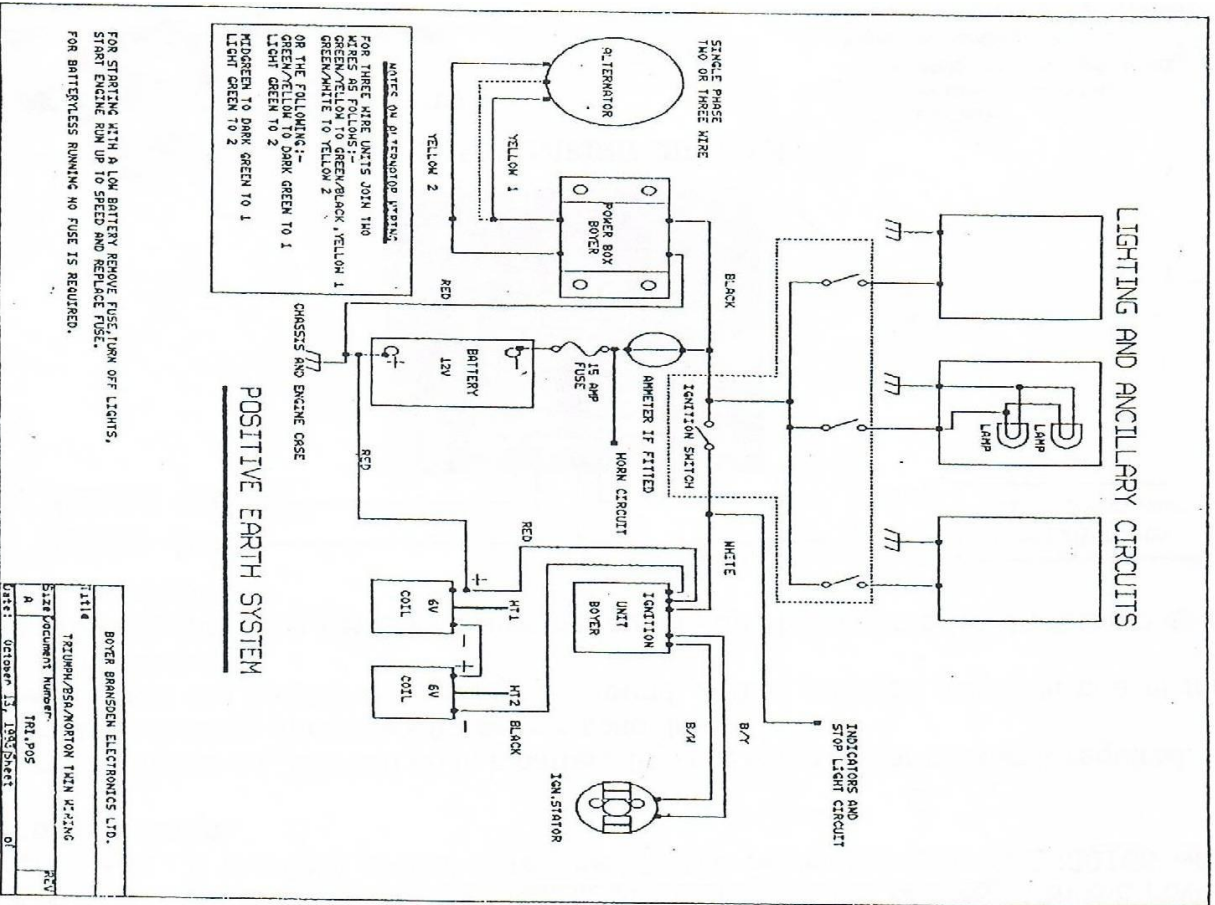 LIGHTING AND ANCILLARY CIRCUITS
LAMP
LAMP
SINGLE PHASE
TWO OR THREE WIRE
ALTERNATOR
YELLOW 1
YELLOW 2
POWER BOX
BOYER
BLACK
RED
AMMETER IF FITTED
IGNITION SWITCH
15 AMP
FUSE
HORN CIRCUIT
BATTERY
12V
+
-
CHASSIS AND ENGINE CASE
RED
WHITE
RED
INDICATORS AND
STOP LIGHT CIRCUIT
IGNITION
UNIT
BOYER
B/Y
B/W
IGN.STATOR
+
6V
COIL
-
HT1
+
6V
COIL
-
HT2
BLACK
NOTES ON ALTERNATOR WIRING
FOR THREE WIRE UNITS JOIN TWO
WIRES AS FOLLOWS:-
GREEN/YELLOW TO GREEN/BLACK ,YELLOW 1
GREEN/WHITE TO YELLOW 2
OR THE FOLLOWING:-
GREEN/YELLOW TO DARK GREEN TO 1
LIGHT GREEN TO 2
MIDGREEN TO DARK GREEN TO 1
LIGHT GREEN TO 2
POSITIVE EARTH SYSTEM
FOR STARTING WITH A LOW BATTERY REMOVE FUSE,TURN OFF LIGHTS,
START ENGINE RUN UP TO SPEED AND REPLACE FUSE.
FOR BATTERYLESS RUNNING NO FUSE IS REQUIRED.
BOYER BRANSDEN ELECTRONICS LTD.
Title
TRIUMPH/BSA/NORTON TWIN WIRING
Size Document Number REV
A TRI.POS
Date: October 13, 1993 Sheet of